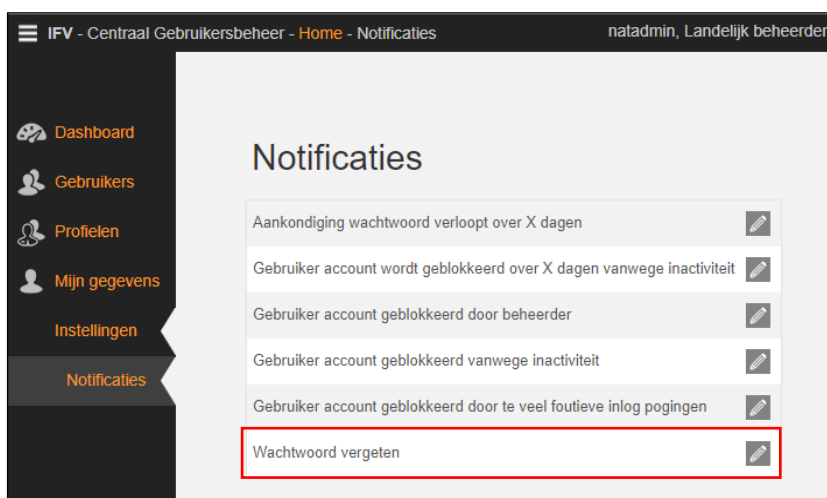 IFV - Centraal Gebruikersbeheer - Home - Notificaties
natadmin, Landelijk beheerder
Dashboard
Gebruikers
Profielen
Mijn gegevens
Instellingen
Notificaties
Notificaties
Aankondiging wachtwoord verloopt over X dagen
Gebruiker account wordt geblokkeerd over X dagen vanwege inactiviteit
Gebruiker account geblokkeerd door beheerder
Gebruiker account geblokkeerd vanwege inactiviteit
Gebruiker account geblokkeerd door te veel foutieve inlog pogingen
Wachtwoord vergeten